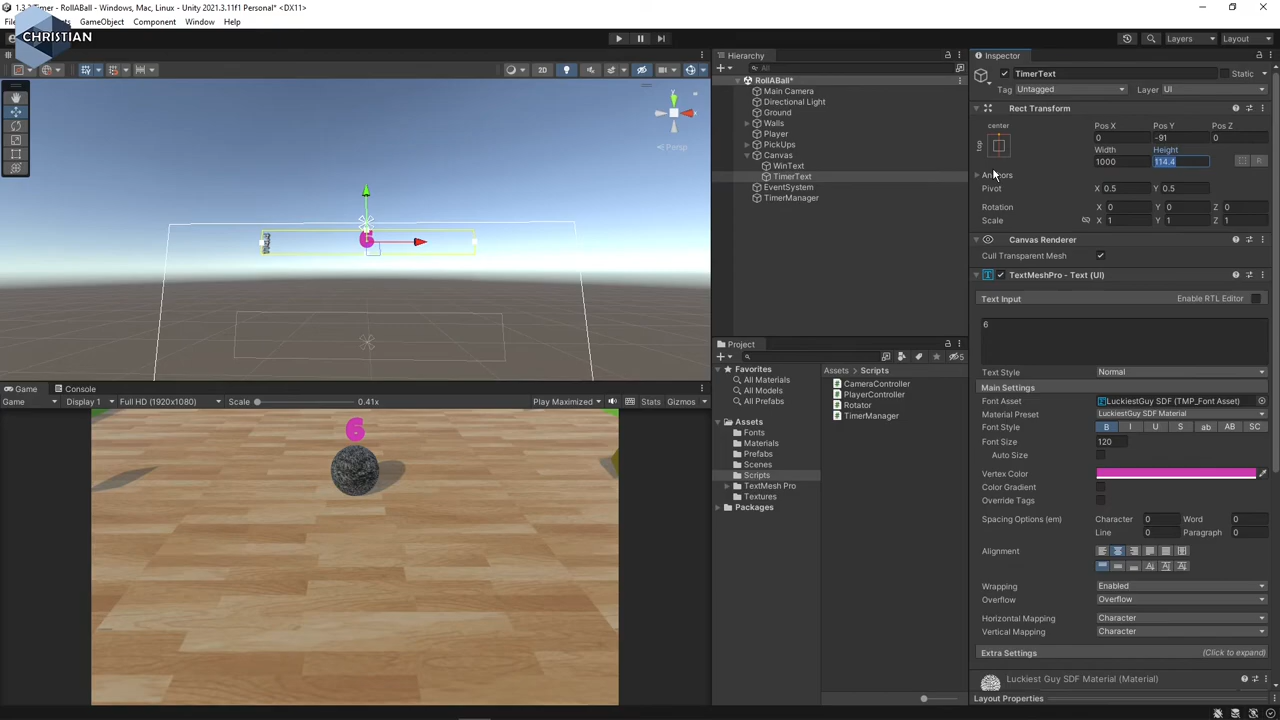 1.3.2 Timer - RollABall - Windows, Mac, Linux - Unity 2021.3.11f1 Personal* <DX11>
GameObject Component Window Help
CHRISTIAN
Layers Layout
2D
Persp
Hierarchy
All
RollABall*
Main Camera
Directional Light
Ground
Walls
Player
PickUps
Canvas
WinText
TimerText
EventSystem
TimerManager
Game Console
Game Display 1 Full HD (1920x1080) Scale 0.41x Play Maximized Stats Gizmos
6
Project
5
Favorites
All Materials
All Models
All Prefabs
Assets
Fonts
Materials
Prefabs
Scenes
Scripts
TextMesh Pro
Textures
Packages
Assets Scripts
CameraController
PlayerController
Rotator
TimerManager
Inspector
TimerText Static
Tag Untagged Layer UI
Rect Transform
center
top
Pos X Pos Y Pos Z
0 -91 0
Width Height
1000 114.4
R
Anchors
Pivot X 0.5 Y 0.5
Rotation X 0 Y 0 Z 0
Scale X 1 Y 1 Z 1
Canvas Renderer
Cull Transparent Mesh
TextMeshPro - Text (UI)
Text Input Enable RTL Editor
6
Text Style Normal
Main Settings
Font Asset LuckiestGuy SDF (TMP_Font Asset)
Material Preset LuckiestGuy SDF Material
Font Style B I U S ab AB SC
Font Size 120
Auto Size
Vertex Color
Color Gradient
Override Tags
Spacing Options (em) Character 0 Word 0
Line 0 Paragraph 0
Alignment
Wrapping Enabled
Overflow Overflow
Horizontal Mapping Character
Vertical Mapping Character
Extra Settings (Click to expand)
Luckiest Guy SDF Material (Material)
Layout Properties